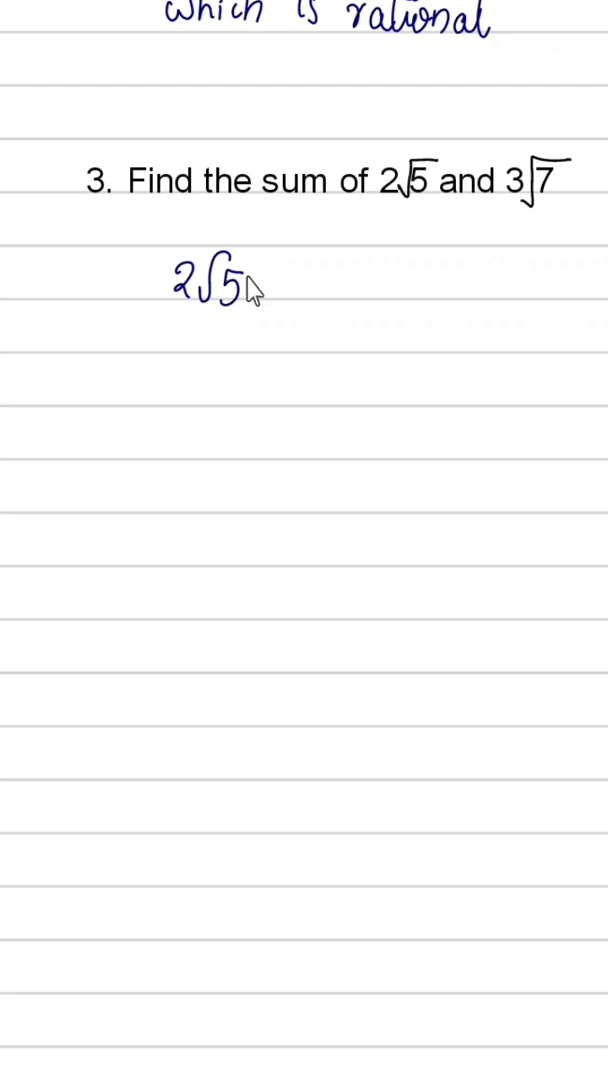 which is rational
3. Find the sum of 2√5 and 3√7
2√5